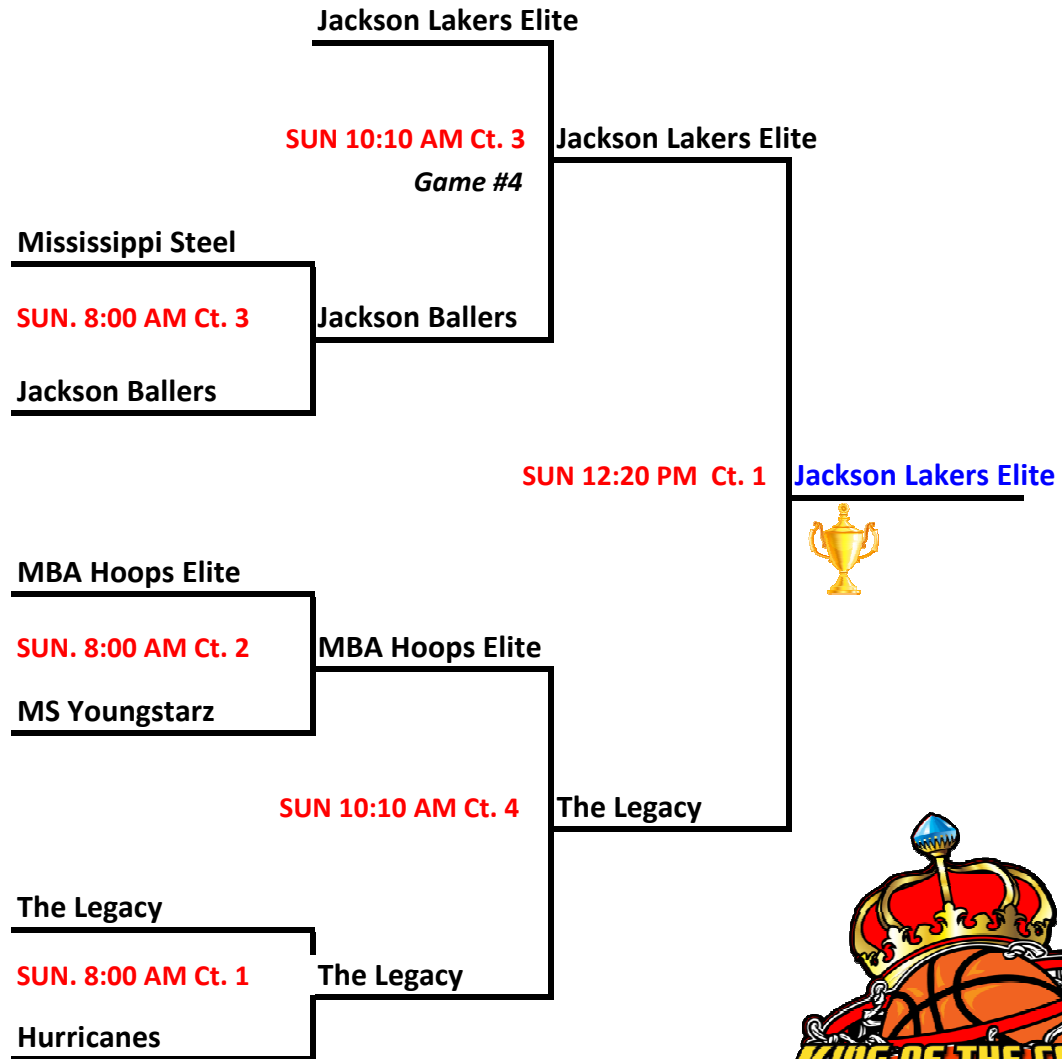 Jackson Lakers Elite
SUN 10:10 AM Ct. 3
Jackson Lakers Elite
Game #4
Mississippi Steel
SUN. 8:00 AM Ct. 3
Jackson Ballers
Jackson Ballers
SUN 12:20 PM Ct. 1
Jackson Lakers Elite
MBA Hoops Elite
SUN. 8:00 AM Ct. 2
MBA Hoops Elite
MS Youngstarz
SUN 10:10 AM Ct. 4
The Legacy
The Legacy
SUN. 8:00 AM Ct. 1
The Legacy
Hurricanes
KING OF THE